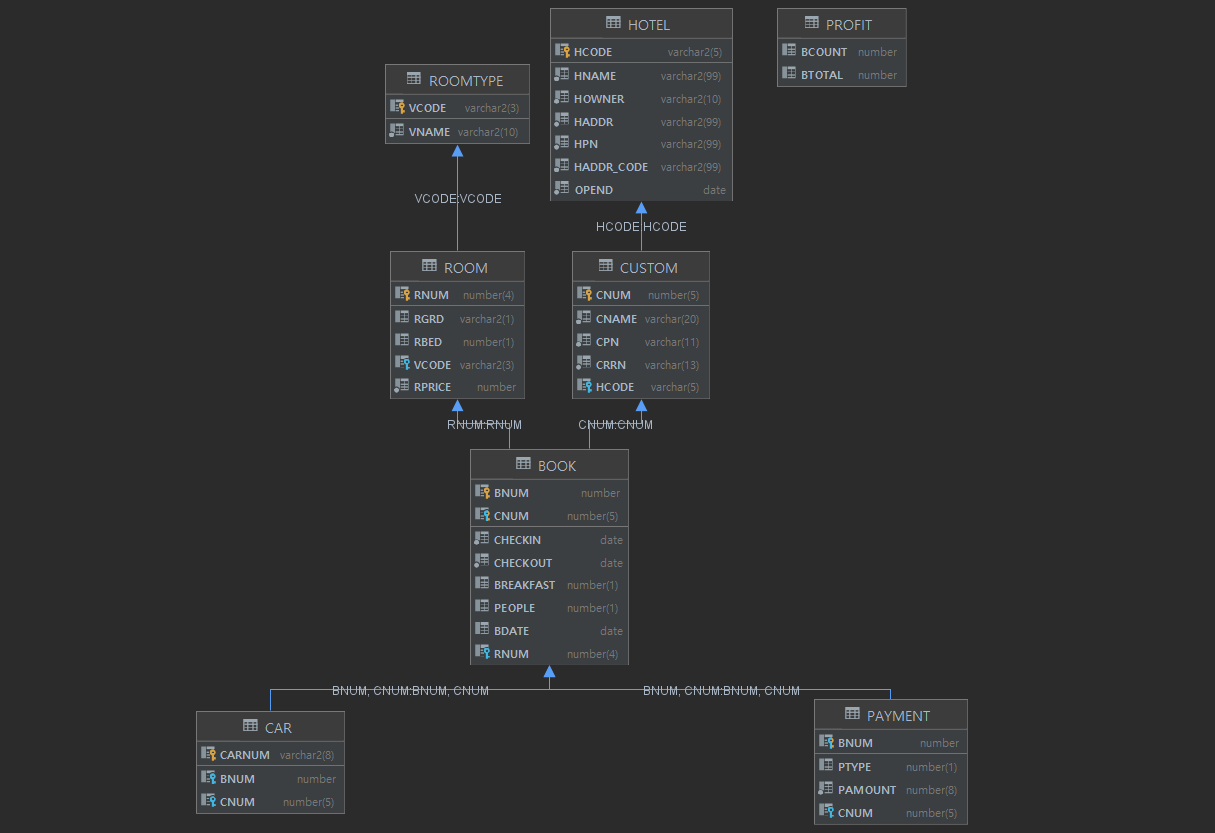 HOTEL
HCODE varchar2(5)
HNAME varchar2(99)
HOWNER varchar2(10)
HADDR varchar2(99)
HPN varchar2(99)
HADDR_CODE varchar2(99)
OPEND date
PROFIT
BCOUNT number
BTOTAL number
ROOMTYPE
VCODE varchar2(3)
VNAME varchar2(10)
VCODE:VCODE
HCODE:HCODE
ROOM
RNUM number(4)
RGRD varchar2(1)
RBED number(1)
VCODE varchar2(3)
RPRICE number
CUSTOM
CNUM number(5)
CNAME varchar(20)
CPN varchar(11)
CRRN varchar(13)
HCODE varchar(5)
RNUM:RNUM
CNUM:CNUM
BOOK
BNUM number
CNUM number(5)
CHECKIN date
CHECKOUT date
BREAKFAST number(1)
PEOPLE number(1)
BDATE date
RNUM number(4)
BNUM, CNUM:BNUM, CNUM
BNUM, CNUM:BNUM, CNUM
CAR
CARNUM varchar2(8)
BNUM number
CNUM number(5)
PAYMENT
BNUM number
PTYPE number(1)
PAMOUNT number(8)
CNUM number(5)